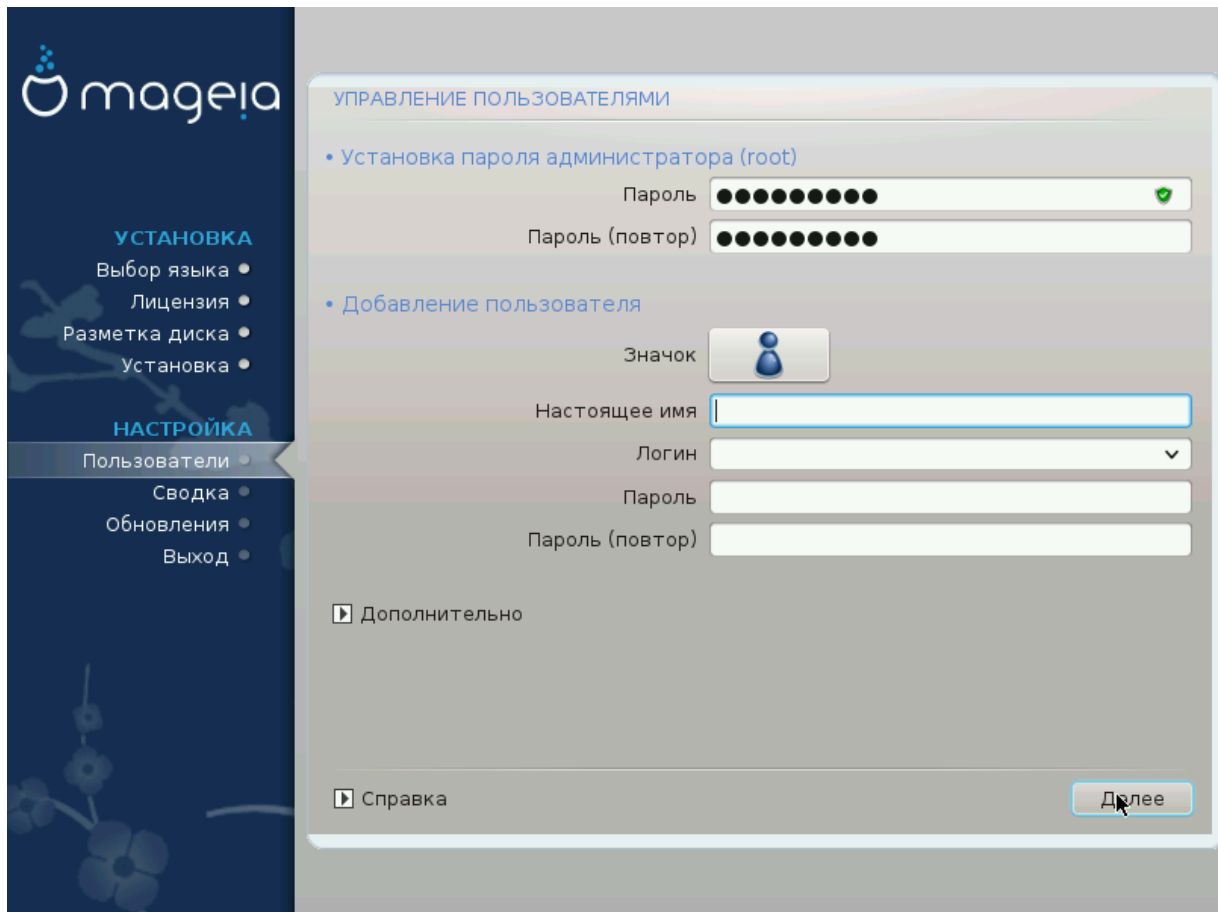 mageia
УСТАНОВКА
Выбор языка
Лицензия
Разметка диска
Установка
НАСТРОЙКА
Пользователи
Сводка
Обновления
Выход
УПРАВЛЕНИЕ ПОЛЬЗОВАТЕЛЯМИ
• Установка пароля администратора (root)
Пароль
Пароль (повтор)
• Добавление пользователя
Значок
Настоящее имя
Логин
Пароль
Пароль (повтор)
Дополнительно
Справка
Далее